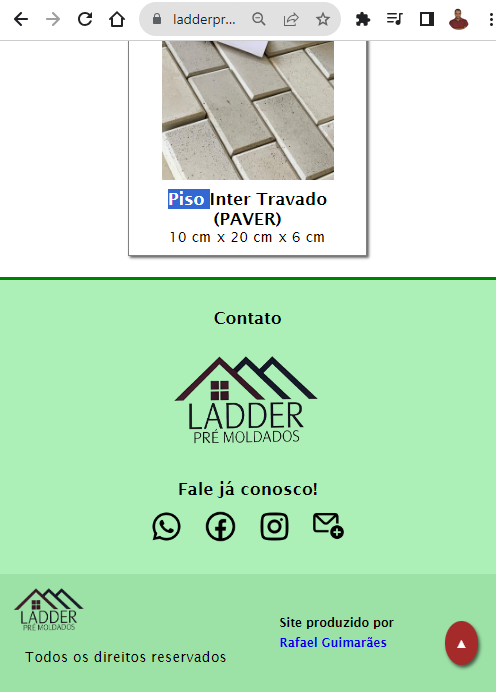 ladderpr...
Piso Inter Travado
(PAVER)
10 cm x 20 cm x 6 cm
Contato
LADDER
PRÉ MOLDADOS
Fale já conosco!
LADDER
PRÉ MOLDADOS
Todos os direitos reservados
Site produzido por
Rafael Guimarães